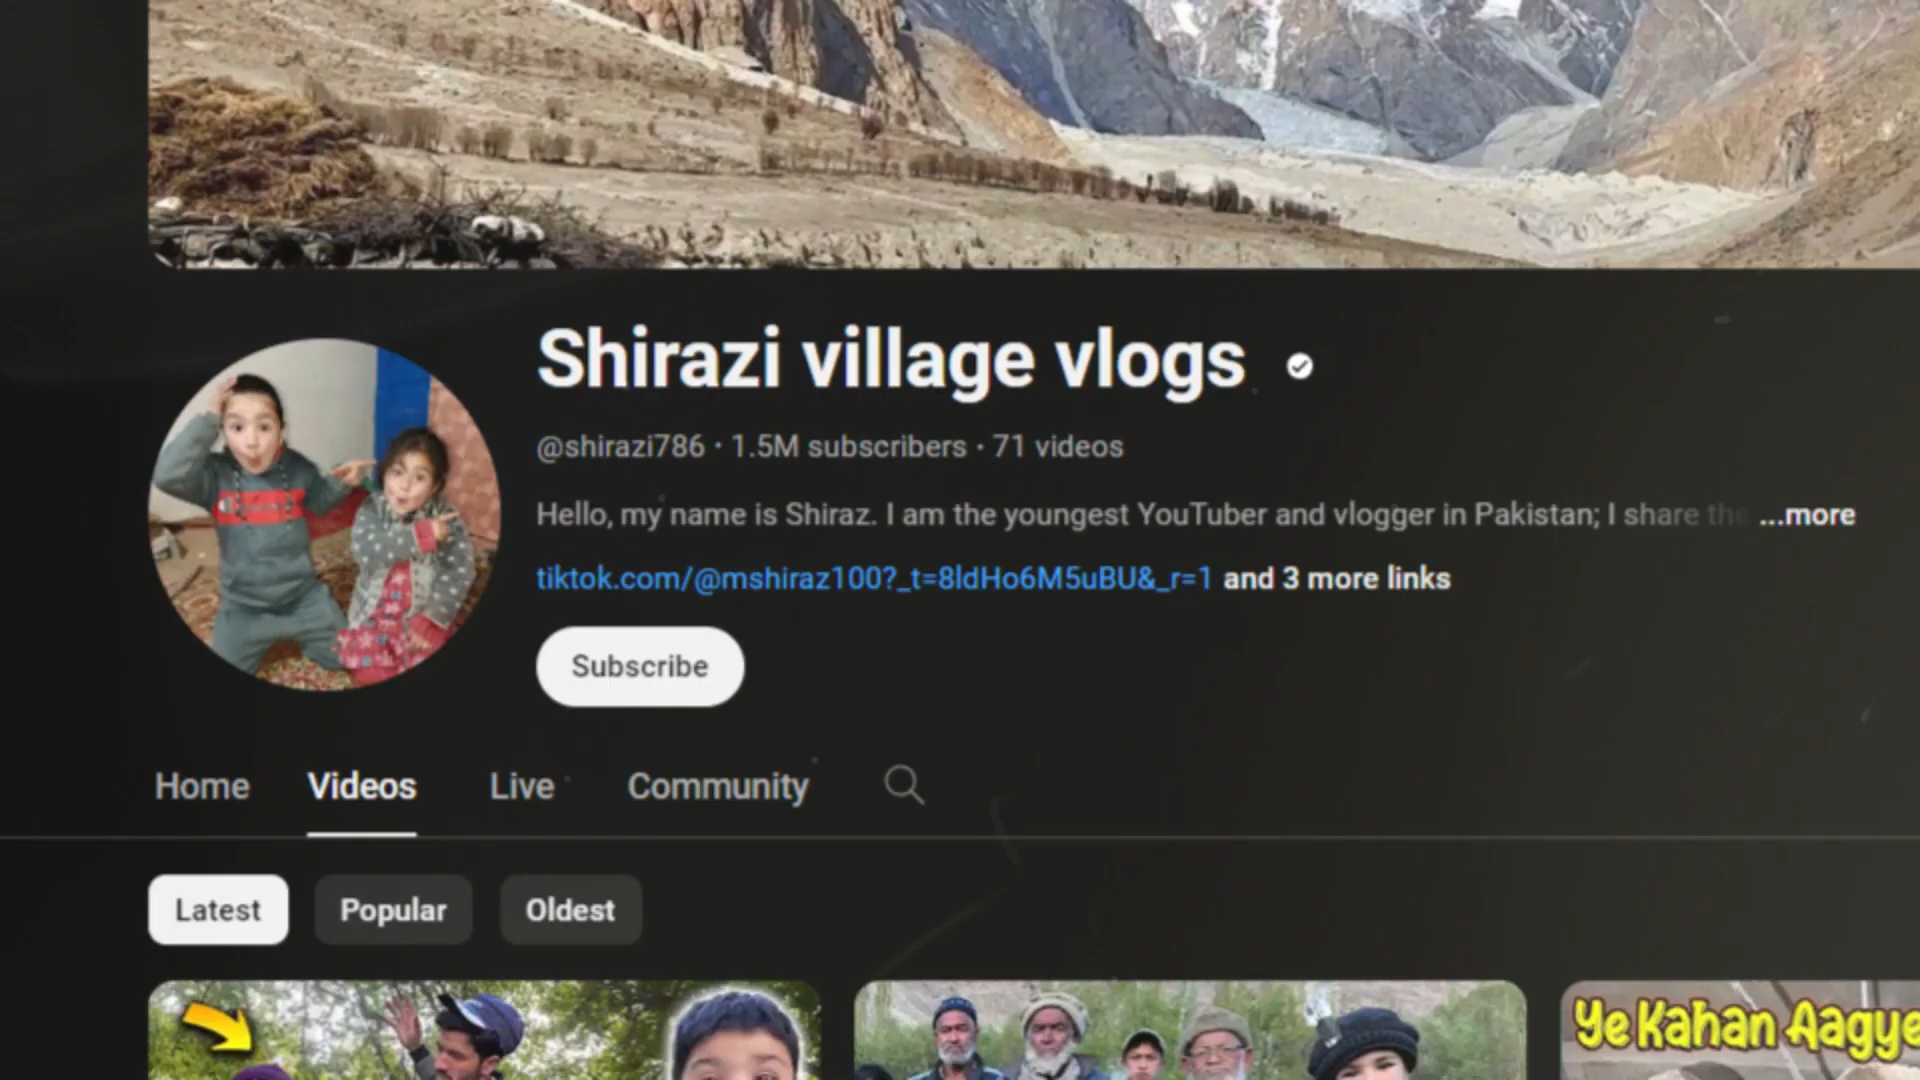 Shirazi village vlogs
@shirazi786 · 1.5M subscribers · 71 videos
Hello, my name is Shiraz. I am the youngest YouTuber and vlogger in Pakistan; I share the ...more
tiktok.com/@mshiraz100?_t=8ldHo6M5uBU&_r=1 and 3 more links
Subscribe
Home Videos Live Community
Latest Popular Oldest
Ye Kahan Aagye